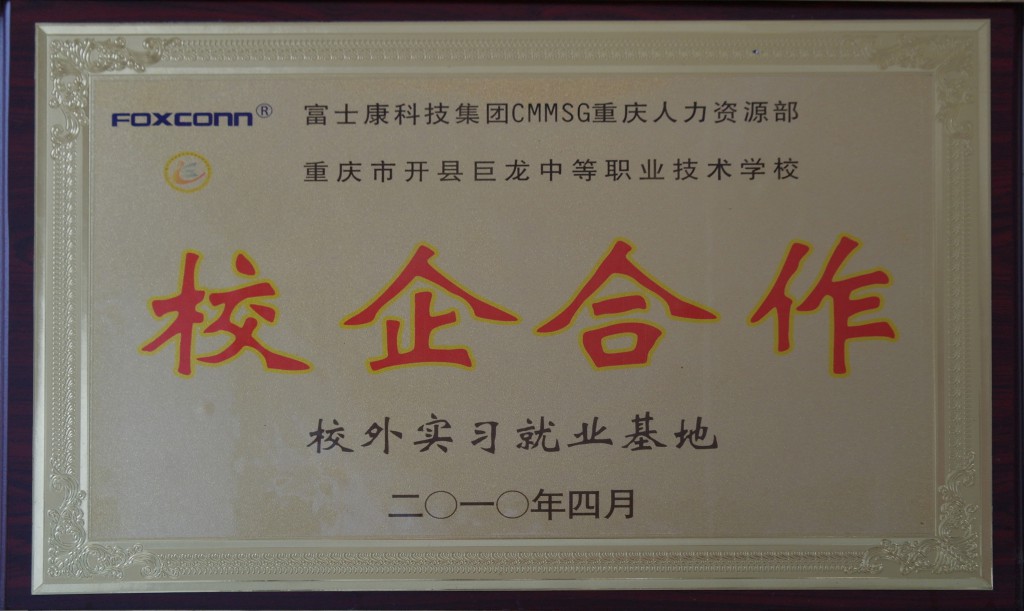 FOXCONN® 富士康科技集团CMMSG重庆人力资源部
重庆市开县巨龙中等职业技术学校
校企合作
校外实习就业基地
二〇一〇年四月